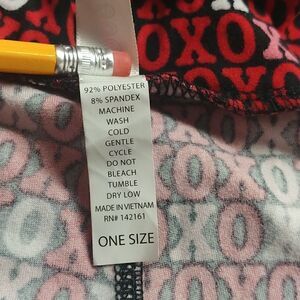 XOXO
92% POLYESTER
8% SPANDEX
MACHINE
WASH
COLD
GENTLE
CYCLE
DO NOT
BLEACH
TUMBLE
DRY LOW
MADE IN VIETNAM
RN# 142161
ONE SIZE